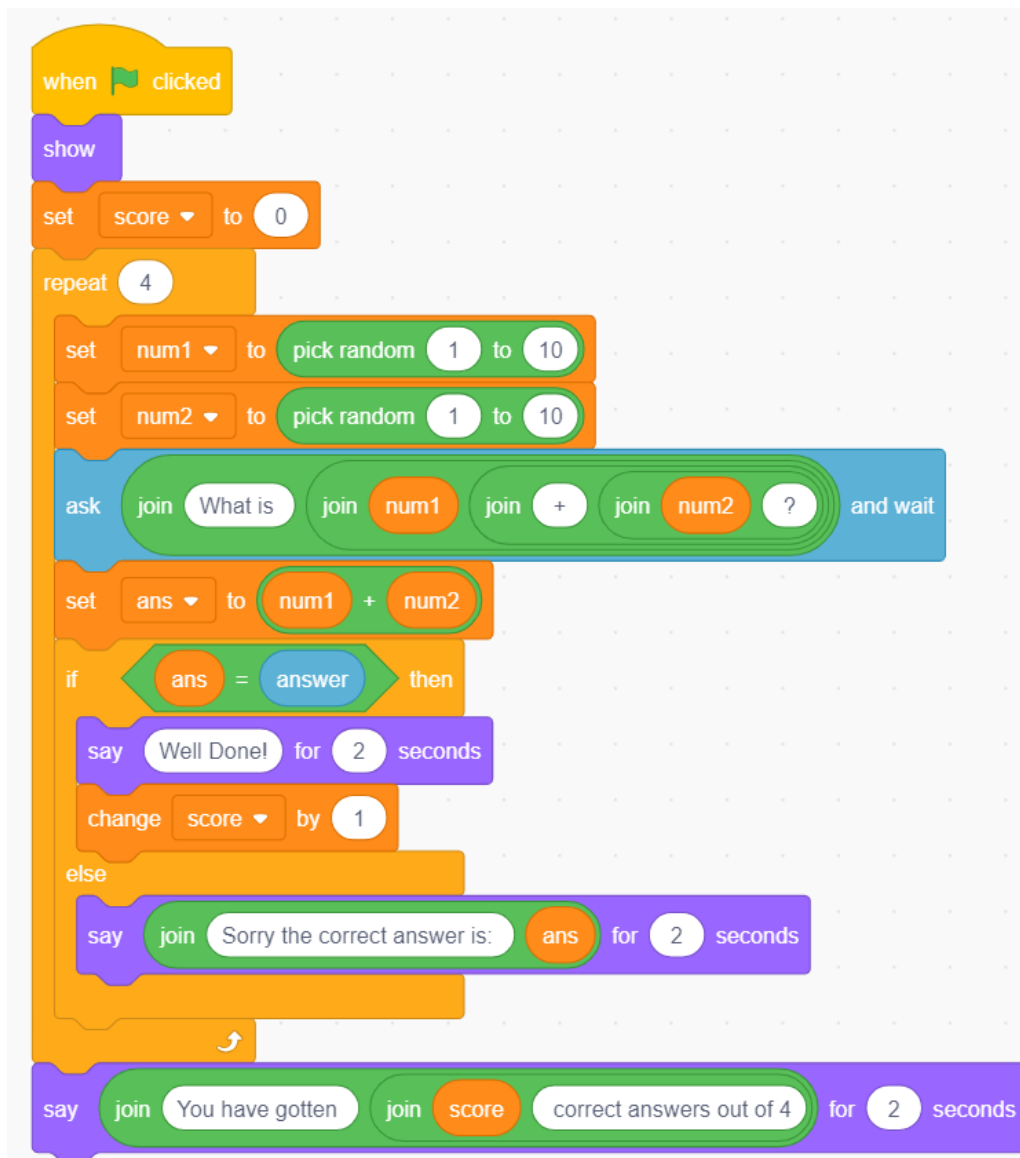 when clicked
show
set score to 0
repeat 4
set num1 to pick random 1 to 10
set num2 to pick random 1 to 10
ask join What is join num1 join + join num2 ? and wait
set ans to num1 + num2
if ans = answer then
say Well Done! for 2 seconds
change score by 1
else
say join Sorry the correct answer is: ans for 2 seconds
say join You have gotten join score correct answers out of 4 for 2 seconds